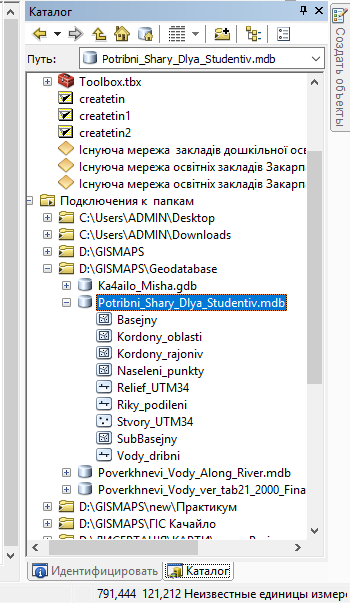 Каталог
Путь: Potribni_Shary_Dlya_Studentiv.mdb
Toolbox.tbx
createtin
createtin1
createtin2
Існуюча мережа закладів дошкільної осв
Існуюча мережа освітніх закладів Закарп
Існуюча мережа освітніх закладів Закарп
Подключения к папкам
C:\Users\ADMIN\Desktop
C:\Users\ADMIN\Downloads
D:\GISMAPS
D:\GISMAPS\Geodatabase
Ka4ailo_Misha.gdb
Potribni_Shary_Dlya_Studentiv.mdb
Basejny
Kordony_oblasti
Kordony_rajoniv
Naseleni_punkty
Relief_UTM34
Riky_podileni
Stvory_UTM34
SubBasejny
Vody_dribni
Poverkhnevi_Vody_Along_River.mdb
Poverkhnevi_Vody_ver_tab21_2000_Fina
D:\GISMAPS\new\Практикум
D:\GISMAPS\ГІС Качайло
Идентифицировать
Каталог
791,444 121,212 Неизвестные единицы измере
Создать объекты